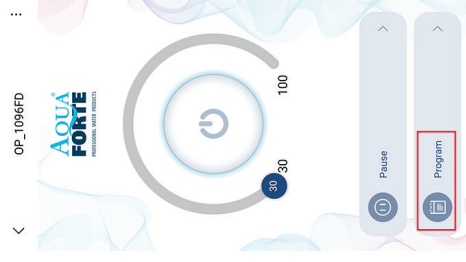 OP_1096FD
AQUA
FORTE
PROFESSIONAL WATER PRODUCTS
30
30
100
Pause
Program